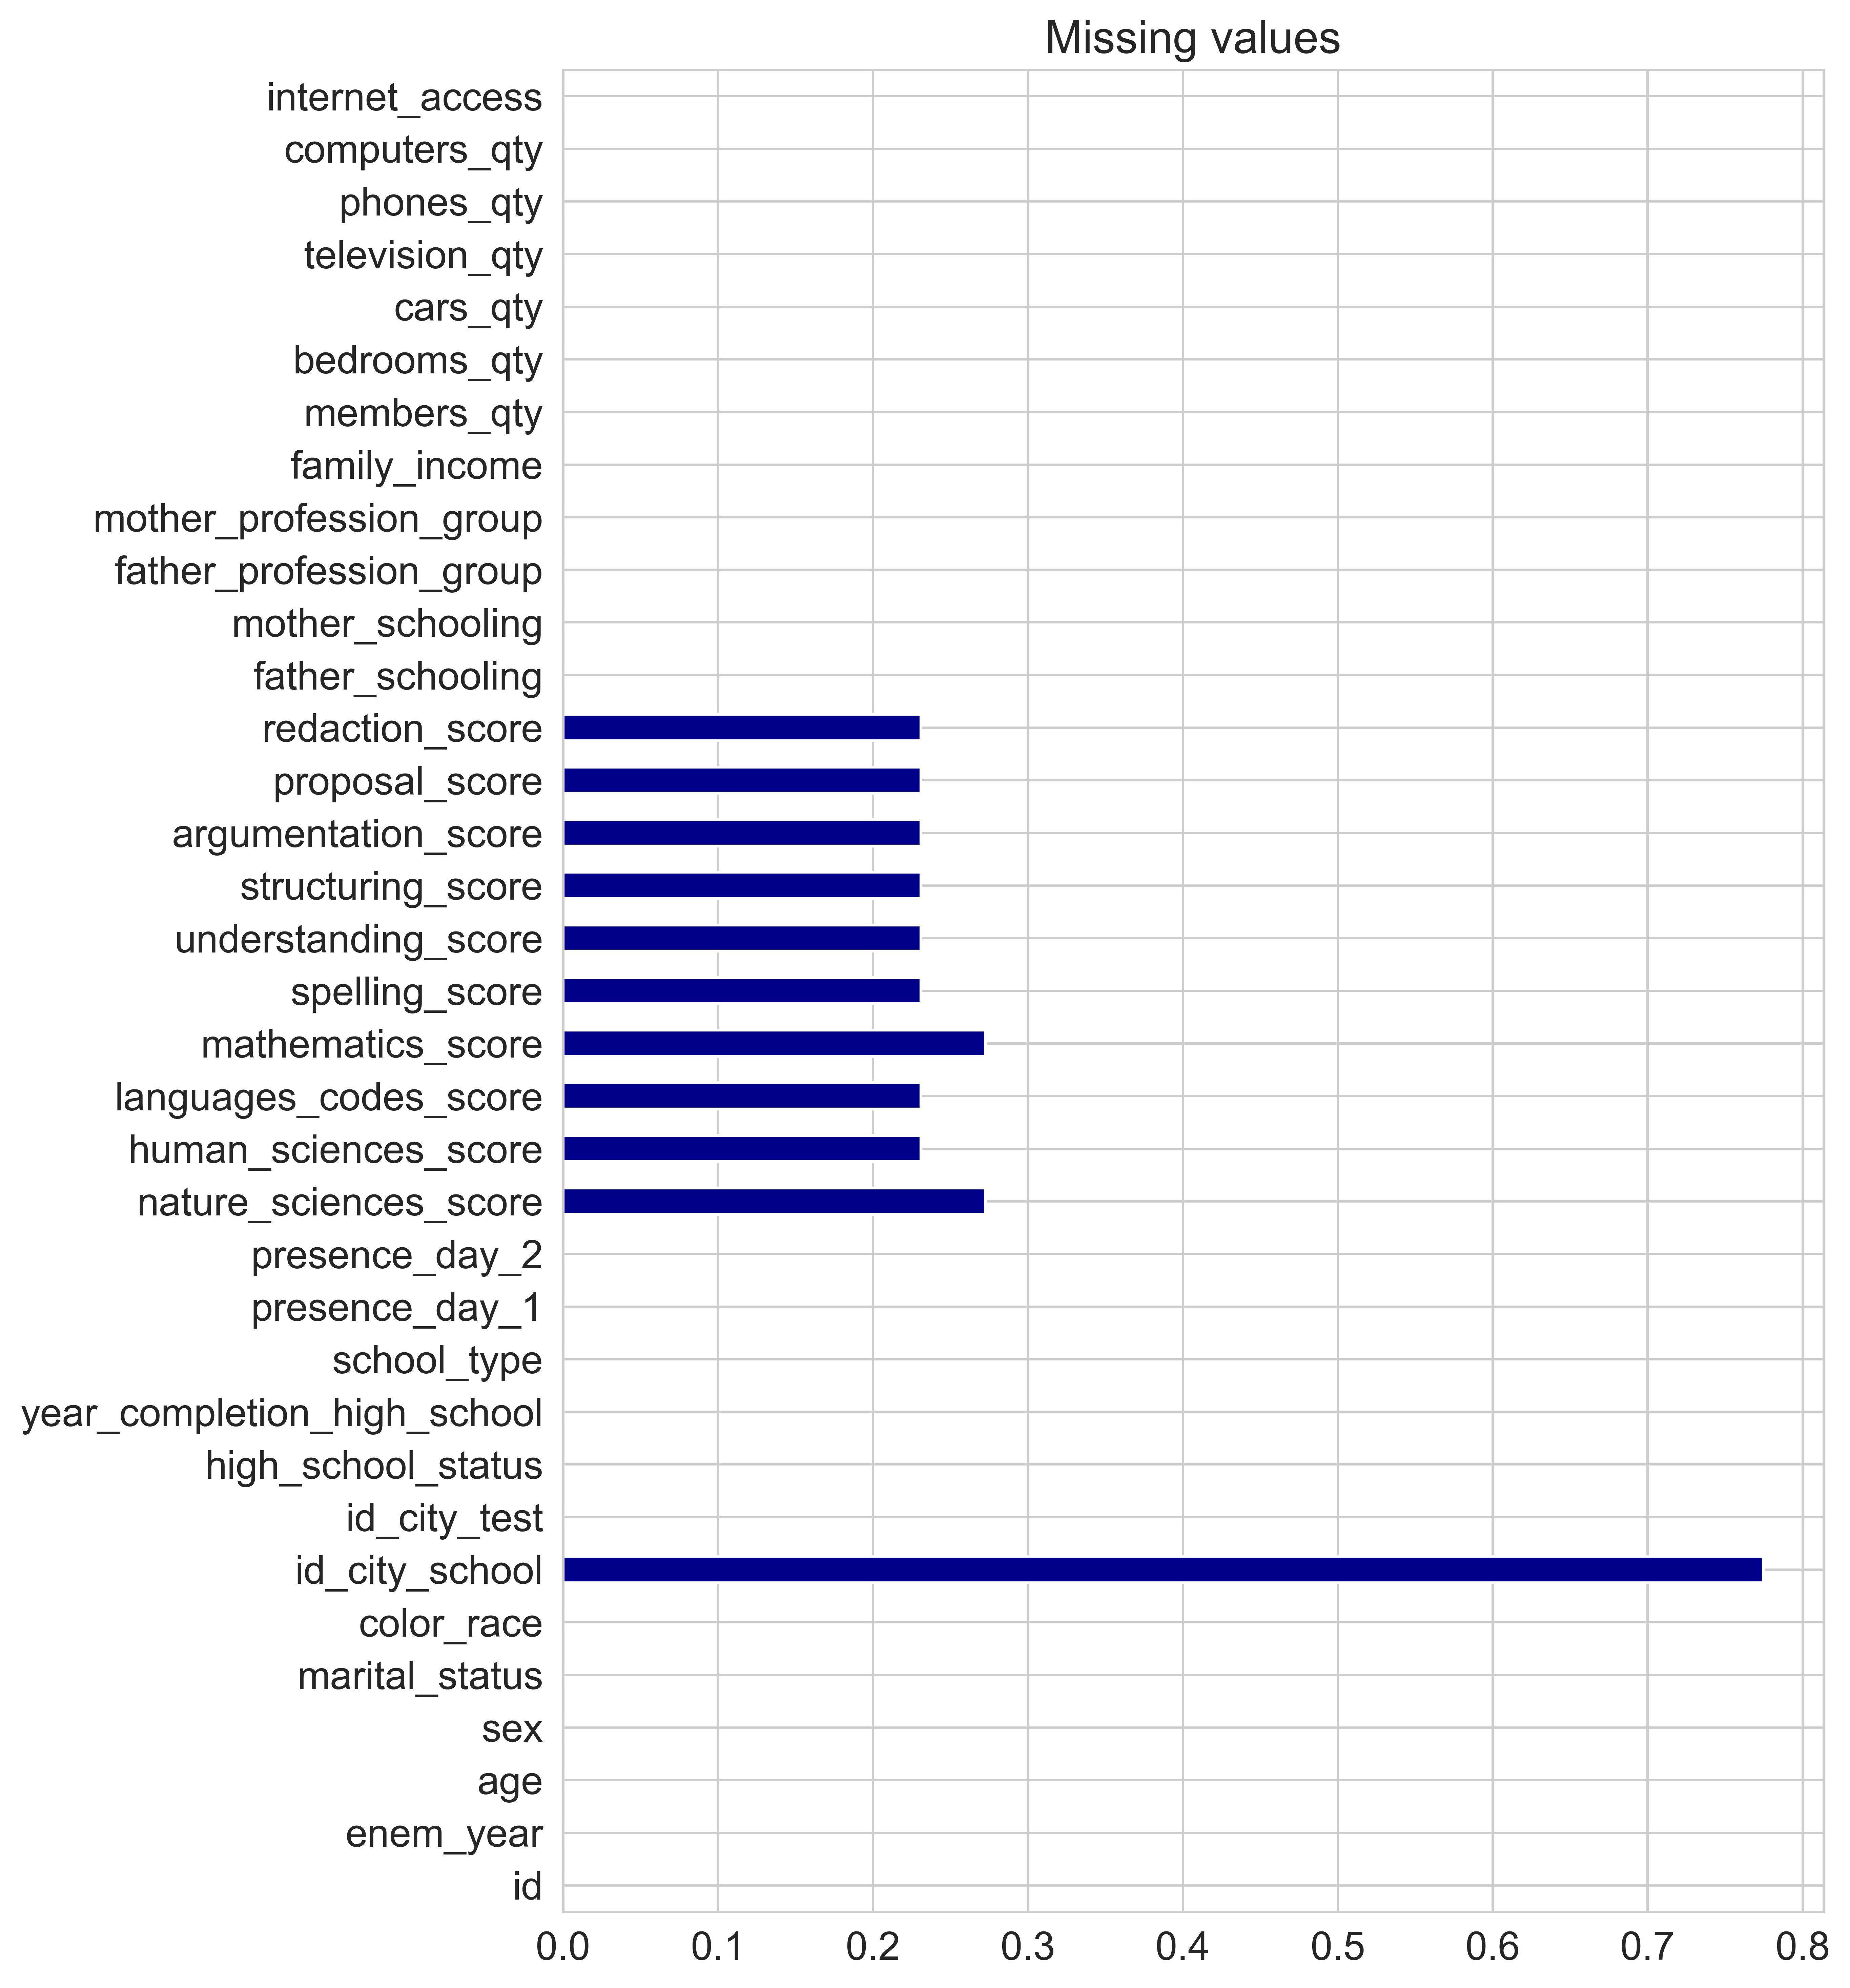 Missing values
internet_access
computers_qty
phones_qty
television_qty
cars_qty
bedrooms_qty
members_qty
family_income
mother_profession_group
father_profession_group
mother_schooling
father_schooling
redaction_score
proposal_score
argumentation_score
structuring_score
understanding_score
spelling_score
mathematics_score
languages_codes_score
human_sciences_score
nature_sciences_score
presence_day_2
presence_day_1
school_type
year_completion_high_school
high_school_status
id_city_test
id_city_school
color_race
marital_status
sex
age
enem_year
id
0.0 0.1 0.2 0.3 0.4 0.5 0.6 0.7 0.8